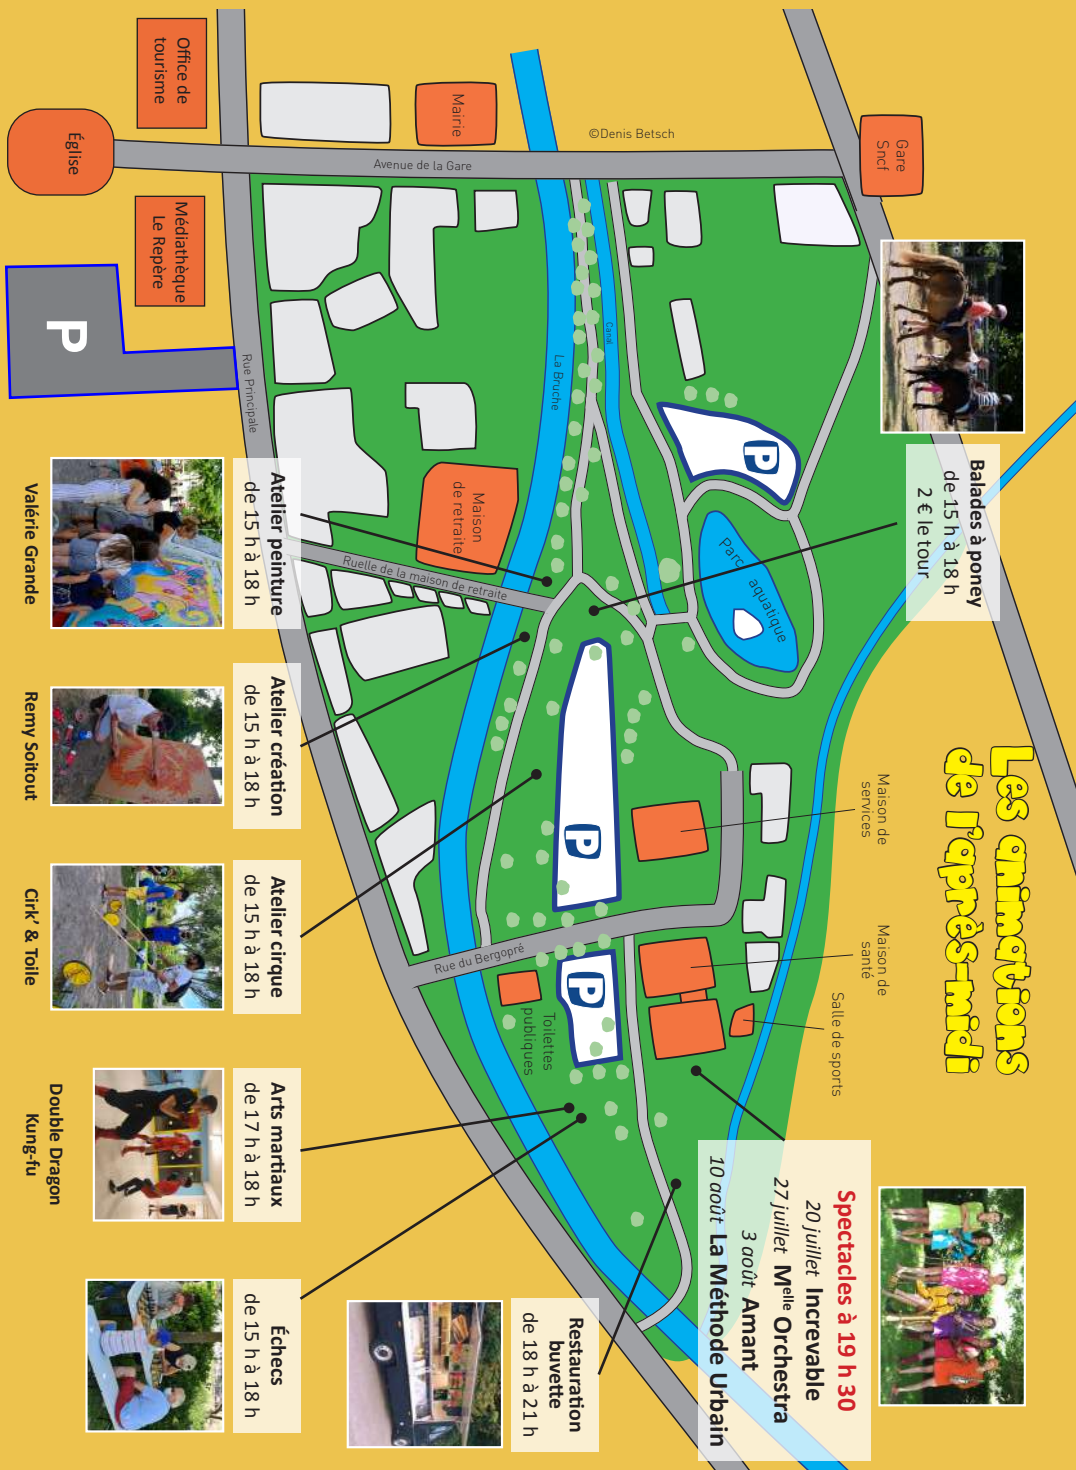 Les animations
de l'après-midi
Balades à poney
de 15 h à 18 h
2 € le tour
Spectacles à 19 h 30
20 juillet Increvable
27 juillet Melle Orchestra
3 août Amant
10 août La Méthode Urbain
Gare
Sncf
©Denis Betsch
Avenue de la Gare
Mairie
Office de
tourisme
Église
Médiathèque
Le Repère
P
Rue Principale
La Bruche
Canal
P
Parc aquatique
Maison
de retraite
Ruelle de la maison de retraite
P
Maison de
services
Maison de
santé
Salle de sports
Rue du Bergopré
P
Toilettes
publiques
Atelier peinture
de 15 h à 18 h
Valérie Grande
Atelier création
de 15 h à 18 h
Remy Soitout
Atelier cirque
de 15 h à 18 h
Cirk' & Toile
Arts martiaux
de 17 h à 18 h
Double Dragon
Kung-fu
Échecs
de 15 h à 18 h
Restauration
buvette
de 18 h à 21 h